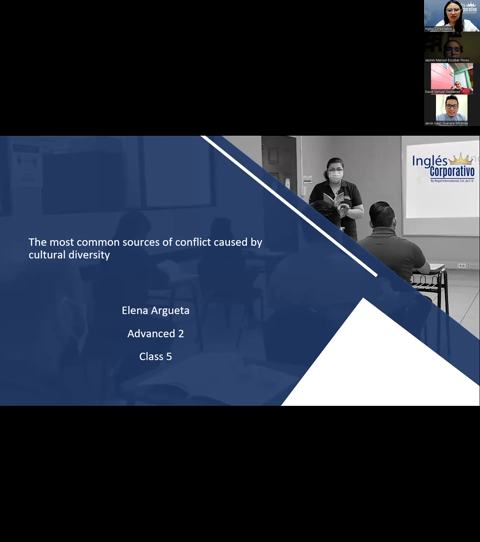 Inglés
Corporativo
The most common sources of conflict caused by
cultural diversity
Elena Argueta
Advanced 2
Class 5